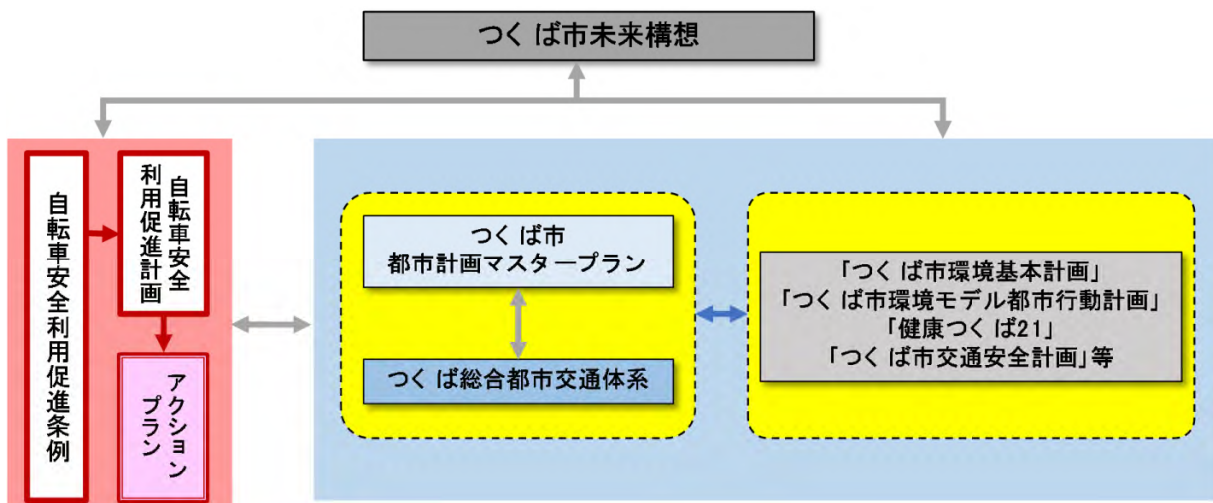 つくば市未来構想
自転車安全利用促進条例
自転車安全
利用促進計画
アクション
プラン
つくば市
都市計画マスタープラン
つくば総合都市交通体系
「つくば市環境基本計画」
「つくば市環境モデル都市行動計画」
「健康つくば21」
「つくば市交通安全計画」等